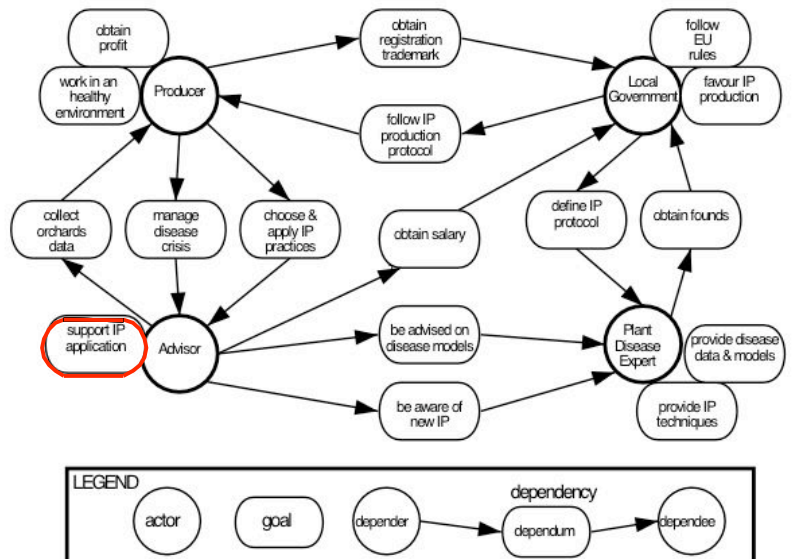 obtain
profit
work in an
healthy
environment
Producer
obtain
registration
trademark
follow IP
production
protocol
Local
Government
follow
EU
rules
favour IP
production
collect
orchards
data
manage
disease
crisis
choose &
apply IP
practices
obtain salary
define IP
protocol
obtain founds
support IP
application
Advisor
be advised on
disease models
be aware of
new IP
Plant
Disease
Expert
provide disease
data & models
provide IP
techniques
LEGEND
actor
goal
depender
dependency
dependum
dependee